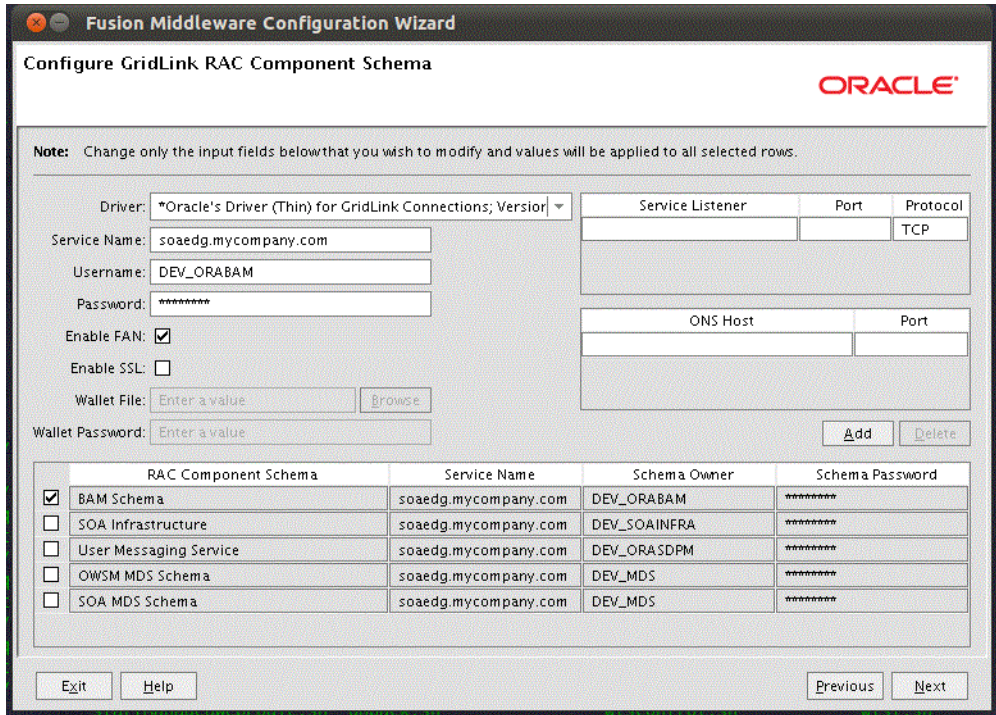 Fusion Middleware Configuration Wizard
Configure GridLink RAC Component Schema
ORACLE
Note: Change only the input fields below that you wish to modify and values will be applied to all selected rows.
Driver: *Oracle's Driver (Thin) for GridLink Connections; Version
Service Name: soaedg.mycompany.com
Username: DEV_ORABAM
Password: ********
Enable FAN:
Enable SSL:
Wallet File: Enter a value Browse
Wallet Password: Enter a value
Service Listener Port Protocol
TCP
ONS Host Port
Add Delete
RAC Component Schema Service Name Schema Owner Schema Password
BAM Schema soaedg.mycompany.com DEV_ORABAM ********
SOA Infrastructure soaedg.mycompany.com DEV_SOAINFRA ********
User Messaging Service soaedg.mycompany.com DEV_ORASDPM ********
OWSM MDS Schema soaedg.mycompany.com DEV_MDS ********
SOA MDS Schema soaedg.mycompany.com DEV_MDS ********
Exit Help Previous Next